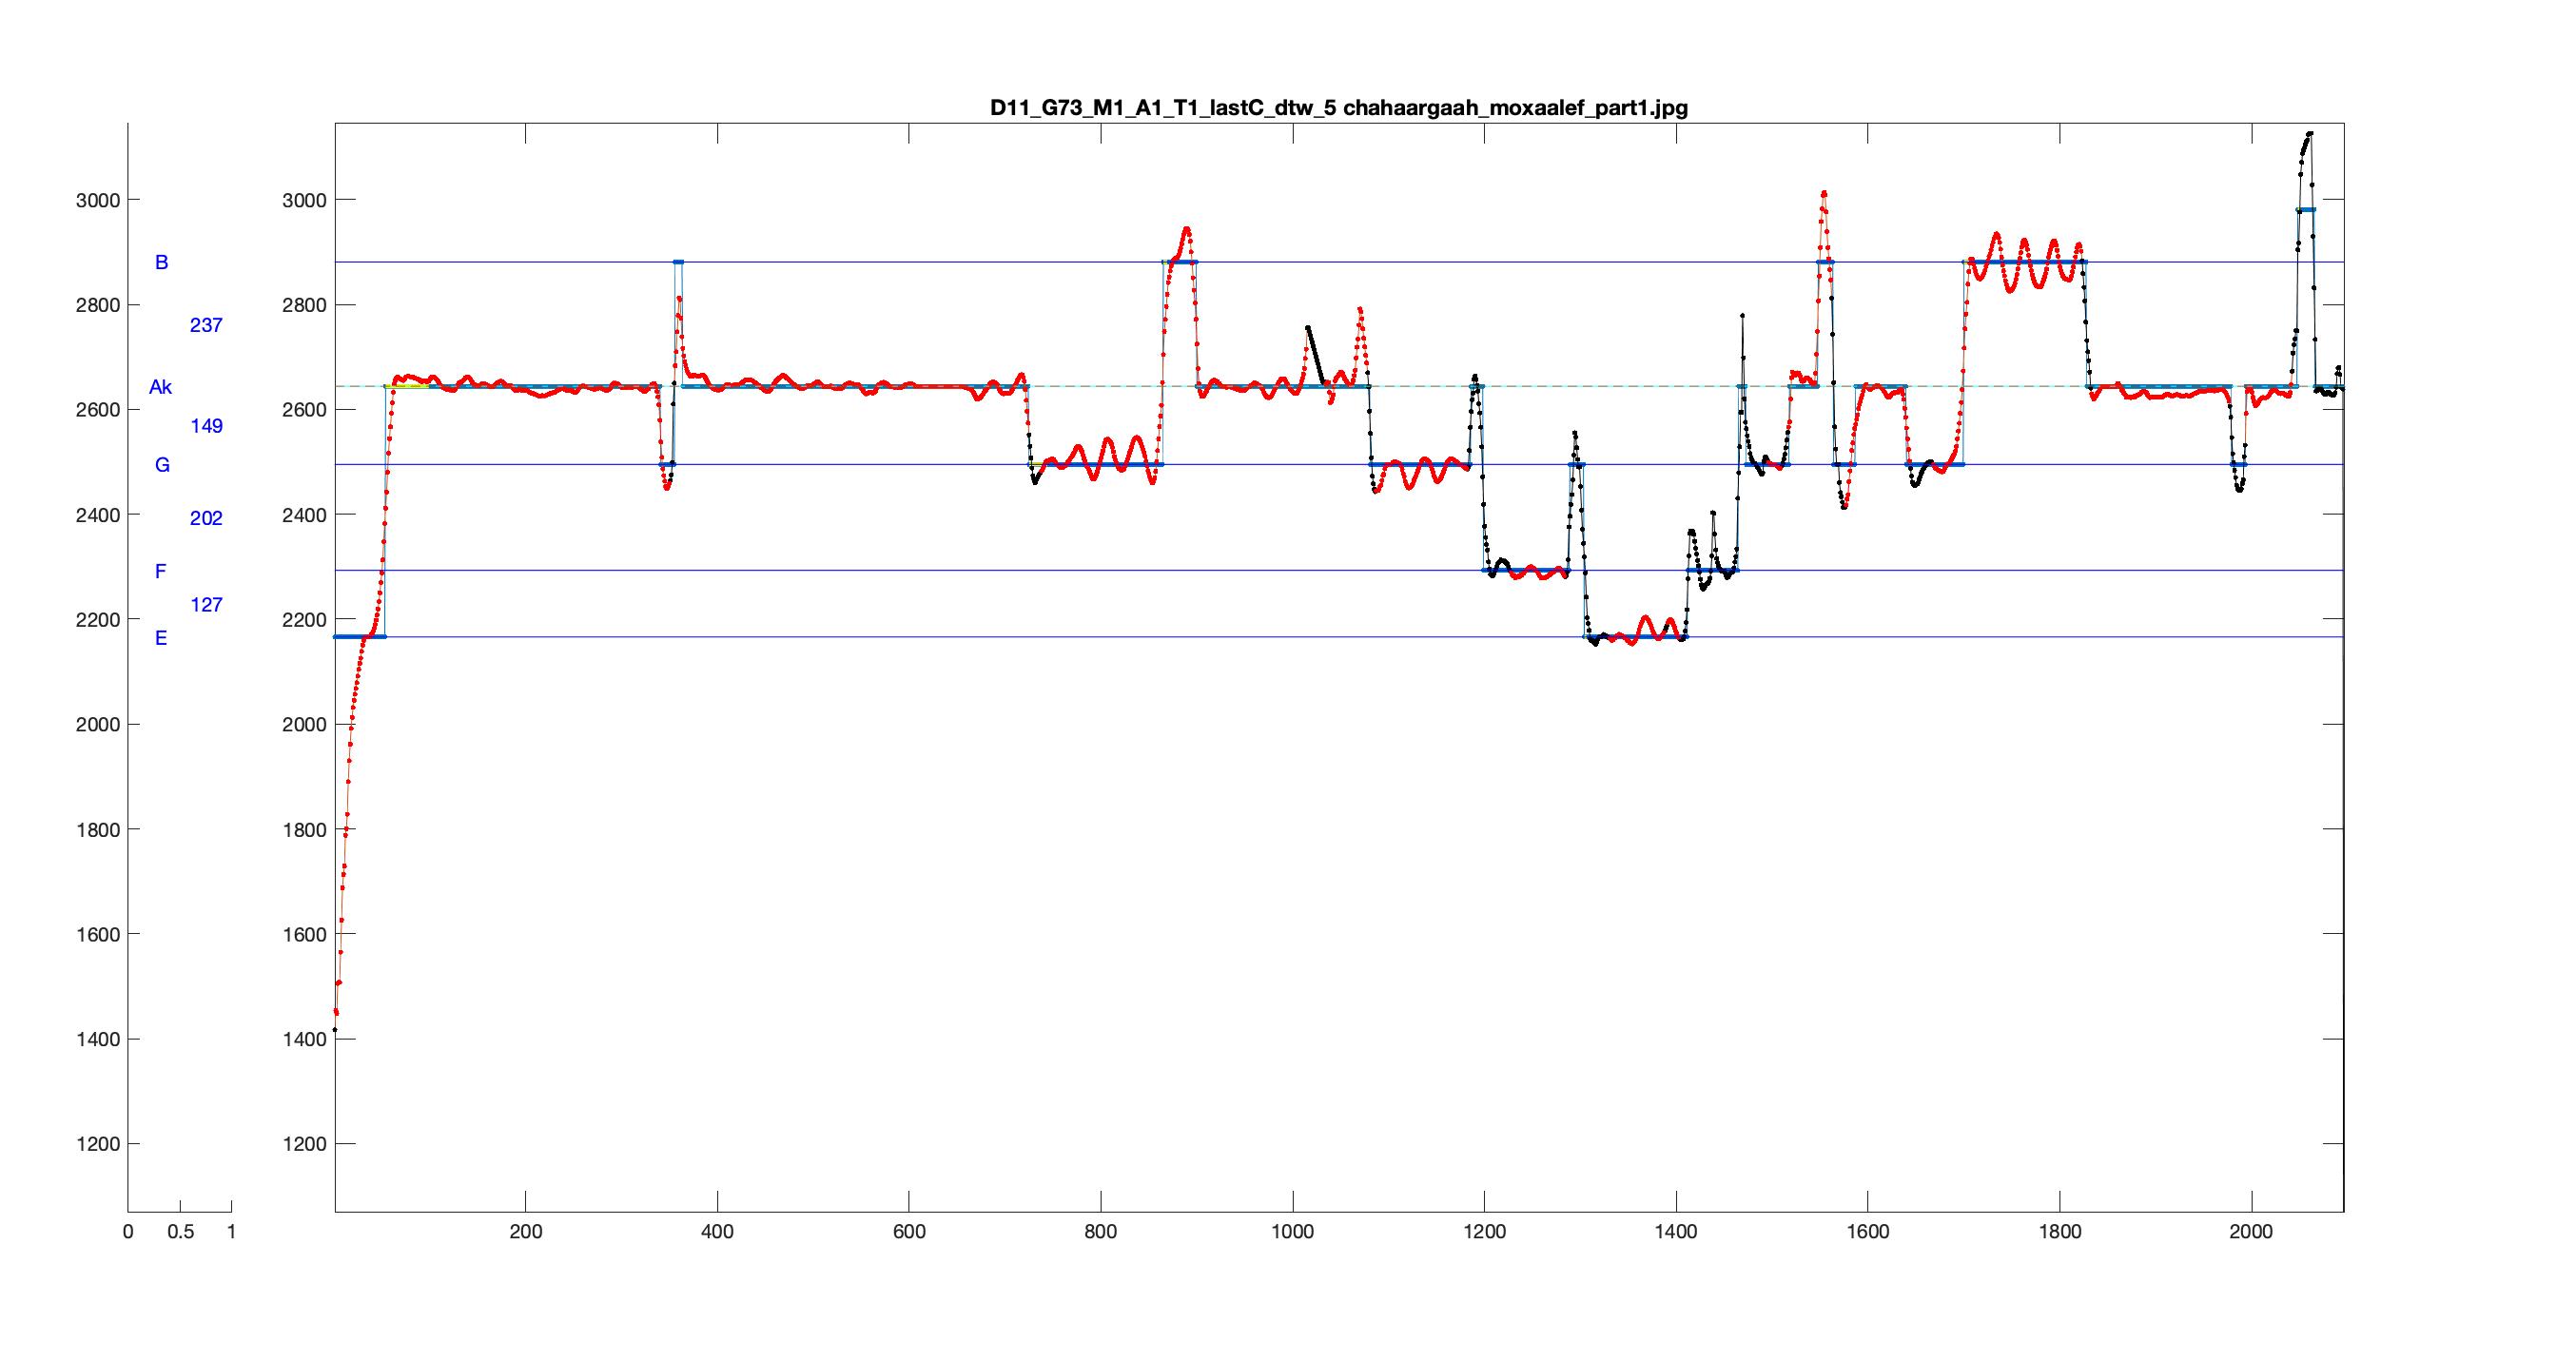 D11_G73_M1_A1_T1_lastC_dtw_5 chahaargaah_moxaalef_part1.jpg
3000 3000
B
2800 2800
237
Ak
2600 2600
149
G
2400 2400
202
F
127
2200 2200
E
2000 2000
1800 1800
1600 1600
1400 1400
1200 1200
0 0.5 1 200 400 600 800 1000 1200 1400 1600 1800 2000